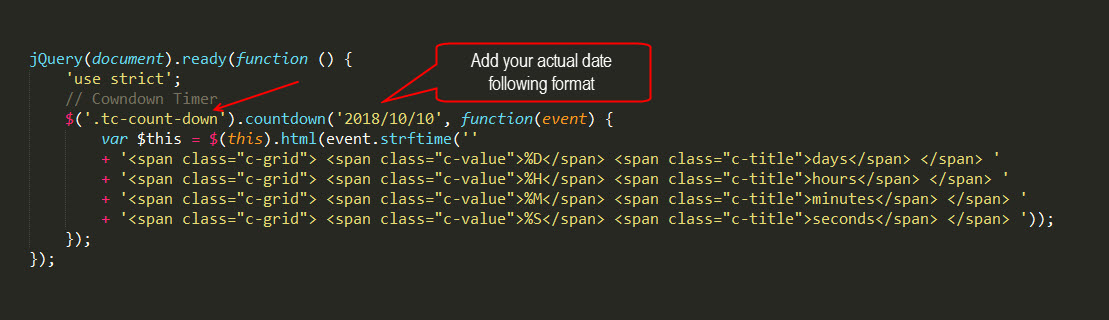 jQuery(document).ready(function () {
Add your actual date
following format
'use strict';
// Cowndown Timer
$('.tc-count-down').countdown('2018/10/10', function(event) {
var $this = $(this).html(event.strftime(''
+ '<span class="c-grid"> <span class="c-value">%D</span> <span class="c-title">days</span> </span> '
+ '<span class="c-grid"> <span class="c-value">%H</span> <span class="c-title">hours</span> </span> '
+ '<span class="c-grid"> <span class="c-value">%M</span> <span class="c-title">minutes</span> </span> '
+ '<span class="c-grid"> <span class="c-value">%S</span> <span class="c-title">seconds</span> </span> '));
});
});